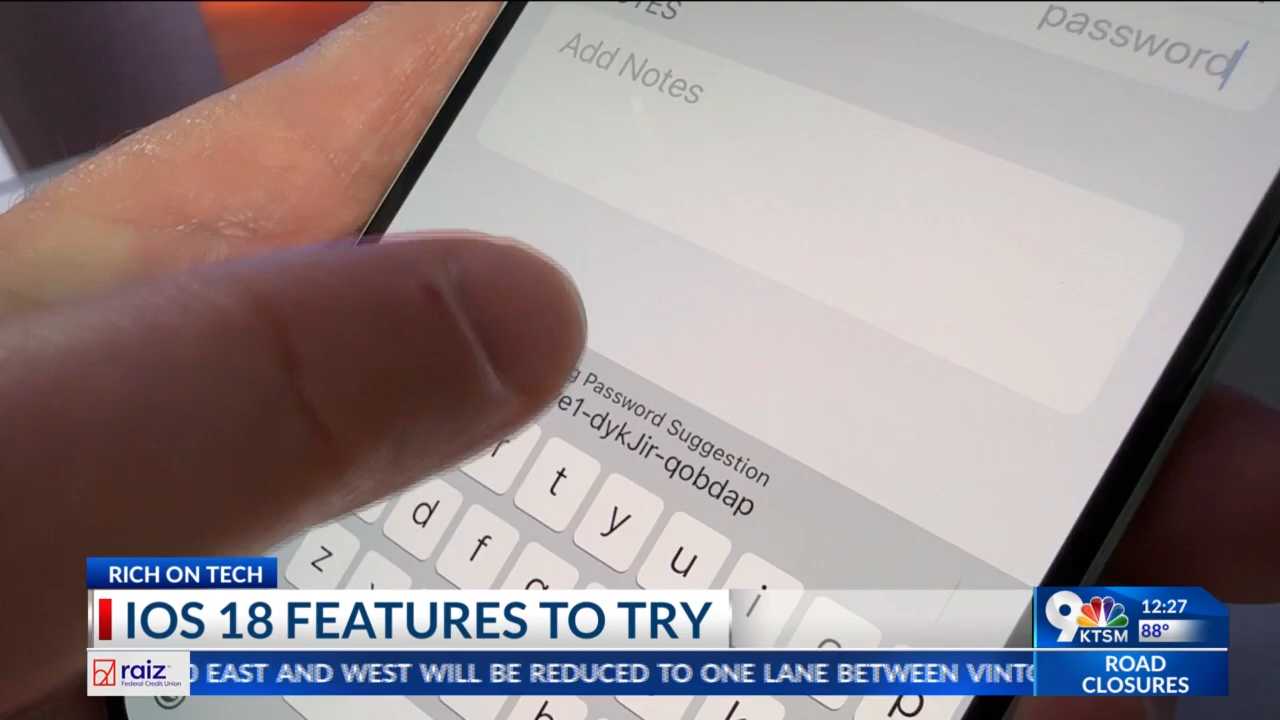 NOTES
password
Add Notes
Password Suggestion
e1-dykJir-qobdap
r t y u i o p
d f g
z
RICH ON TECH
IOS 18 FEATURES TO TRY
9
KTSM
12:27
88°
raiz
Federal Credit Union
EAST AND WEST WILL BE REDUCED TO ONE LANE BETWEEN
ROAD
CLOSURES